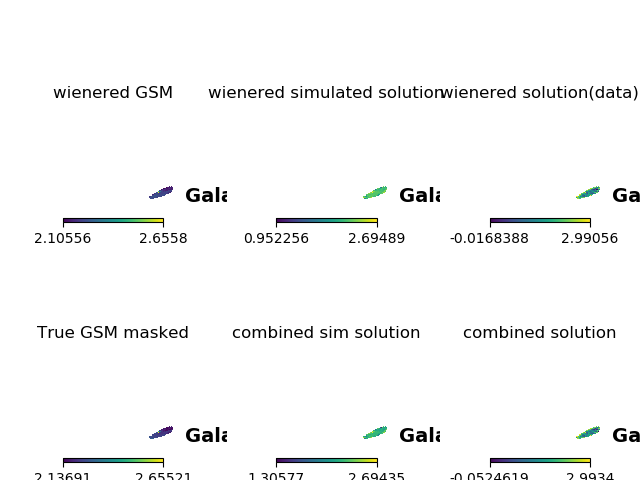 wienered GSM
wienered simulated solution
wienered solution(data)
Gala
Gala
Ga
2.10556 2.6558
0.952256 2.69489
-0.0168388 2.99056
True GSM masked
combined sim solution
combined solution
Gala
Gala
Ga
2.13691 2.65521
1.30577 2.69435
-0.0524619 2.9934